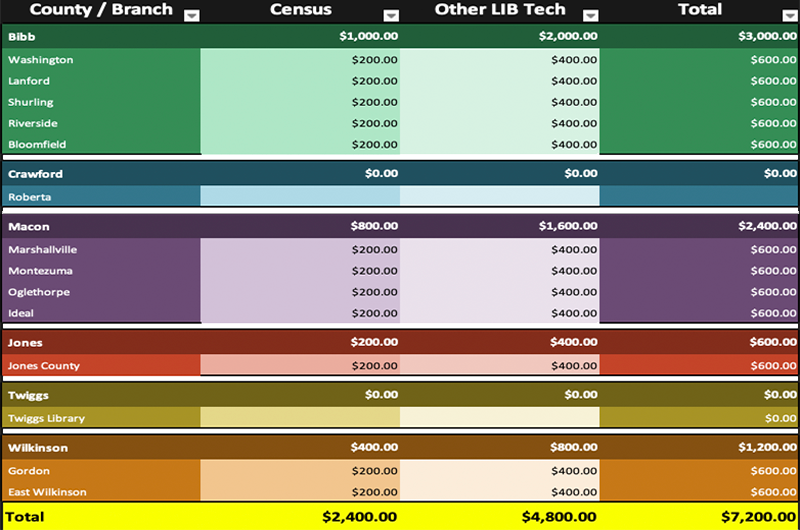 County / Branch Census Other LIB Tech Total
Bibb $1,000.00 $2,000.00 $3,000.00
Washington $200.00 $400.00 $600.00
Lanford $200.00 $400.00 $600.00
Shurling $200.00 $400.00 $600.00
Riverside $200.00 $400.00 $600.00
Bloomfield $200.00 $400.00 $600.00
Crawford $0.00 $0.00 $0.00
Roberta
Macon $800.00 $1,600.00 $2,400.00
Marshallville $200.00 $400.00 $600.00
Montezuma $200.00 $400.00 $600.00
Oglethorpe $200.00 $400.00 $600.00
Ideal $200.00 $400.00 $600.00
Jones $200.00 $400.00 $600.00
Jones County $200.00 $400.00 $600.00
Twiggs $0.00 $0.00 $0.00
Twiggs Library $0.00
Wilkinson $400.00 $800.00 $1,200.00
Gordon $200.00 $400.00 $600.00
East Wilkinson $200.00 $400.00 $600.00
Total $2,400.00 $4,800.00 $7,200.00